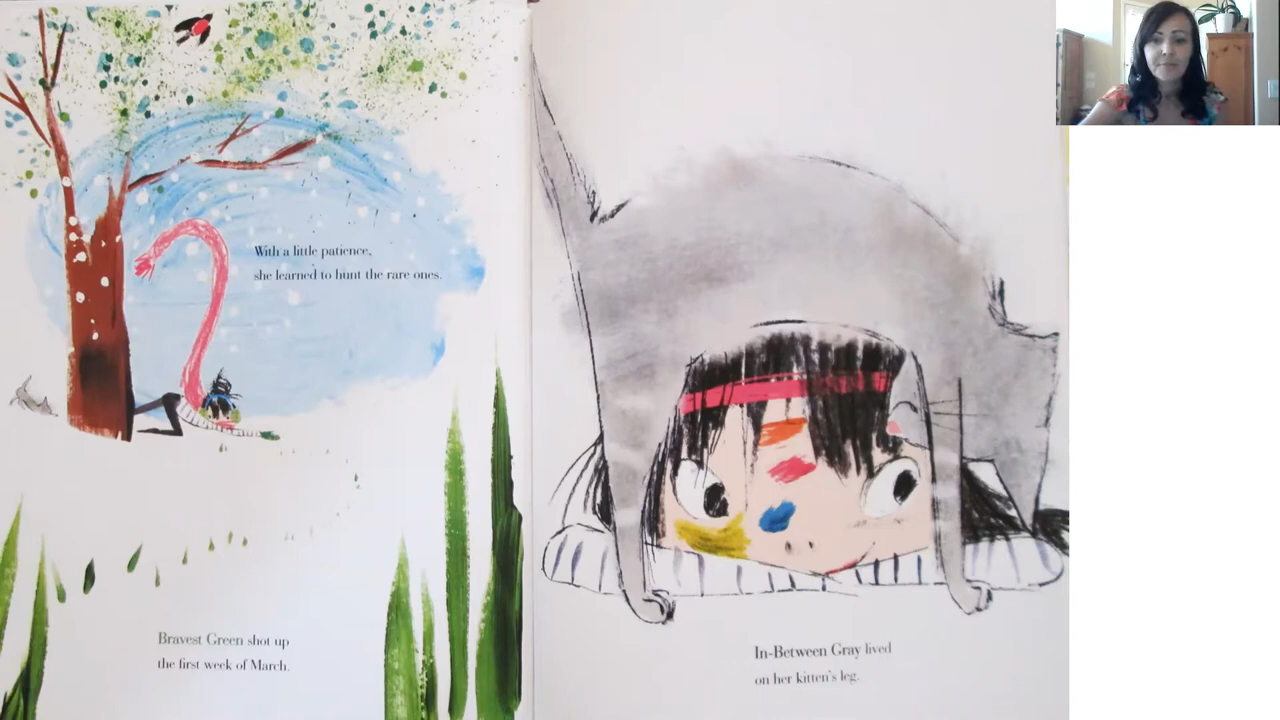 With a little patience,
she learned to hunt the rare ones.
Bravest Green shot up
the first week of March.
In-Between Gray lived
on her kitten's leg.